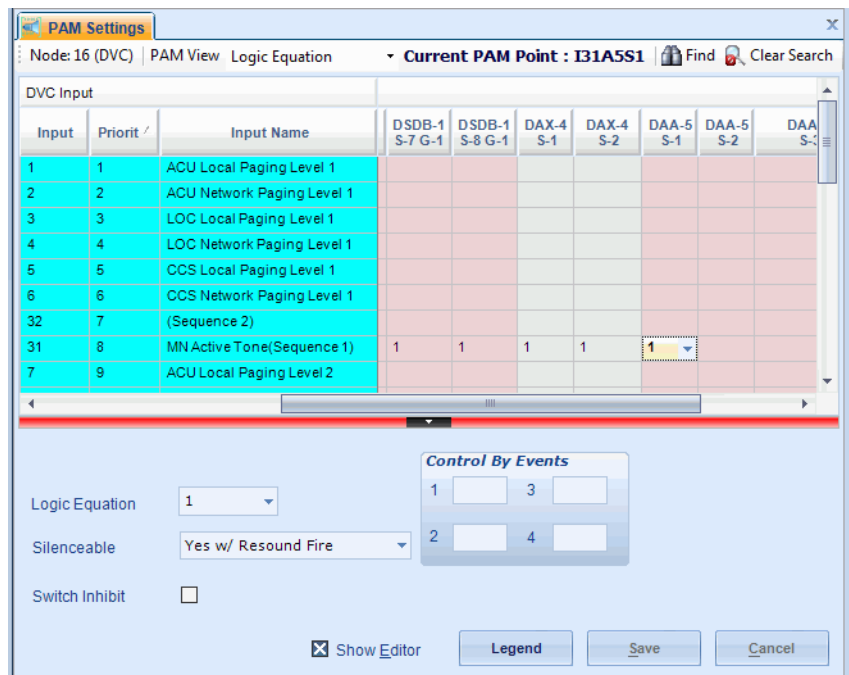 PAM Settings x
Node: 16 (DVC) PAM View Logic Equation Current PAM Point : I31A5S1 Find Clear Search
DVC Input
Input Priorit Input Name DSDB-1 S-7 G-1 DSDB-1 S-8 G-1 DAX-4 S-1 DAX-4 S-2 DAA-5 S-1 DAA-5 S-2 DAA
1 1 ACU Local Paging Level 1
2 2 ACU Network Paging Level 1
3 3 LOC Local Paging Level 1
4 4 LOC Network Paging Level 1
5 5 CCS Local Paging Level 1
6 6 CCS Network Paging Level 1
32 7 (Sequence 2)
31 8 MN Active Tone(Sequence 1) 1 1 1 1 1
7 9 ACU Local Paging Level 2
Control By Events
1 3
Logic Equation 1
2 4
Silenceable Yes w/ Resound Fire
Switch Inhibit
Show Editor Legend Save Cancel